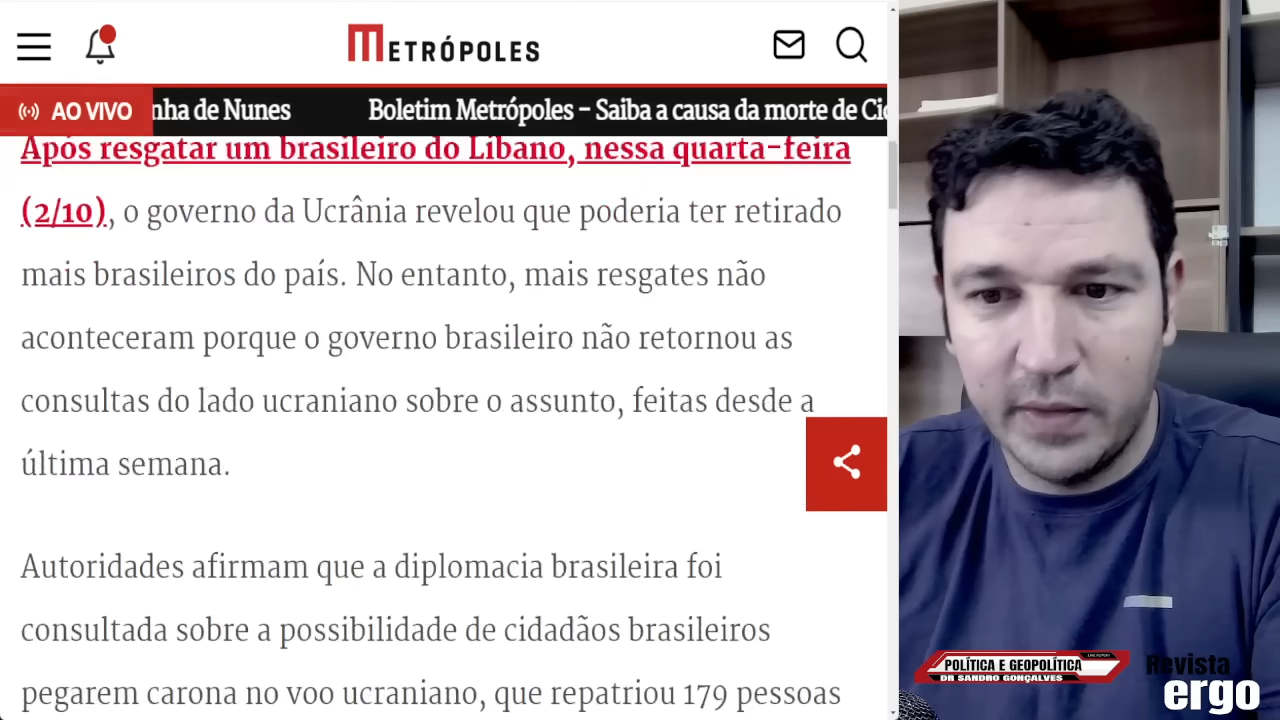 METRÓPOLES
AO VIVO
nha de Nunes
Boletim Metrópoles - Saiba a causa da morte de
Após resgatar um brasileiro do Líbano, nessa quarta-feira
(2/10), o governo da Ucrânia revelou que poderia ter retirado
mais brasileiros do país. No entanto, mais resgates não
aconteceram porque o governo brasileiro não retornou as
consultas do lado ucraniano sobre o assunto, feitas desde a
última semana.
Autoridades afirmam que a diplomacia brasileira foi
consultada sobre a possibilidade de cidadãos brasileiros
pegarem carona no voo ucraniano, que repatriou 179 pessoas
POLÍTICA E GEOPOLÍTICA
DR SANDRO GONÇALVES
Revista
ergo